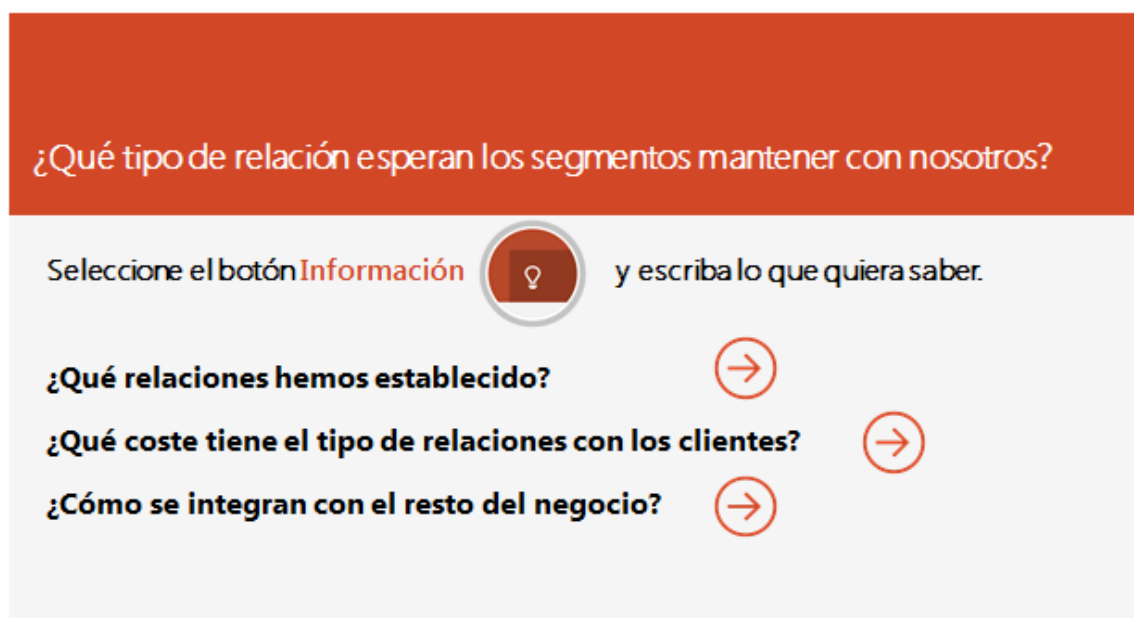 ¿Qué tipo de relación esperan los segmentos mantener con nosotros?
Seleccione el botón Información y escriba lo que quiera saber.
¿Qué relaciones hemos establecido?
¿Qué coste tiene el tipo de relaciones con los clientes?
¿Cómo se integran con el resto del negocio?